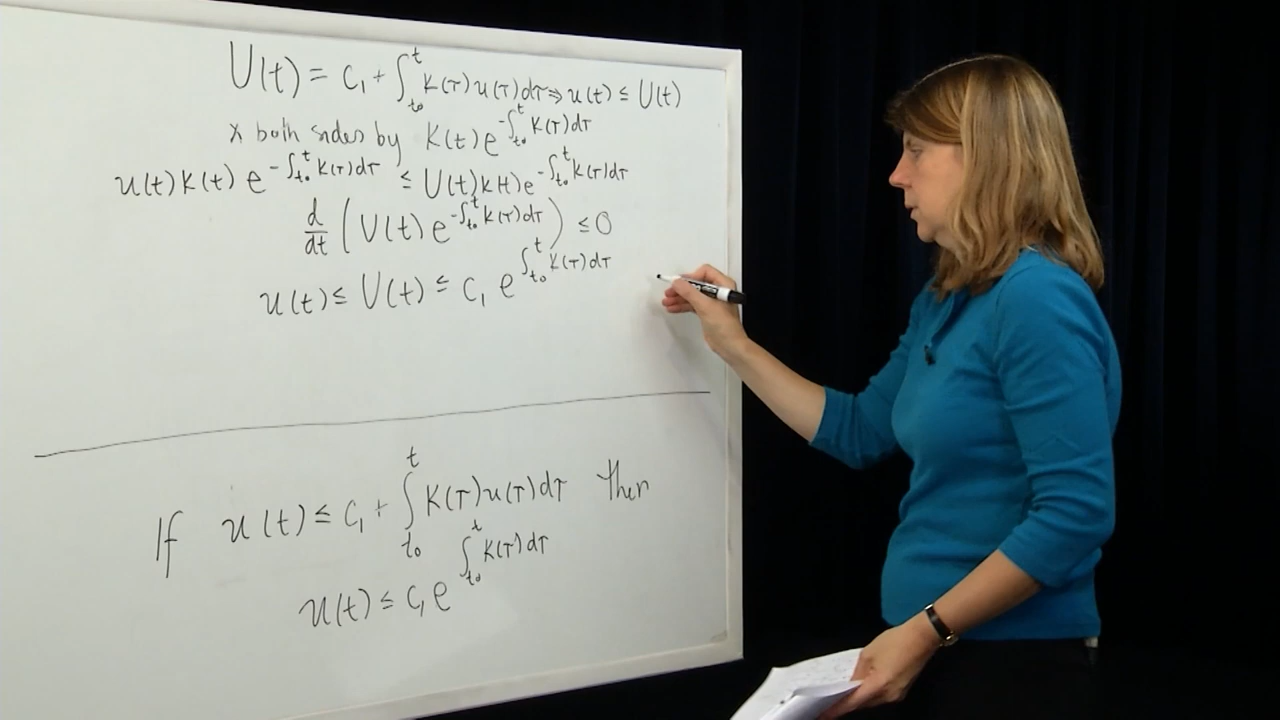 U(t) = c₁ + ∫_{t₀}^{t} K(τ)u(τ)dτ ⇒ u(t) ≤ U(t)
x both sides by K(t)e^{-∫_{t₀}^{t} K(τ)dτ}
u(t)K(t) e^{-∫_{t₀}^{t} K(τ)dτ} ≤ U(t)K(t)e^{-∫_{t₀}^{t} K(τ)dτ}
d/dt (U(t) e^{-∫_{t₀}^{t} K(τ)dτ}) ≤ 0
u(t) ≤ U(t) ≤ c₁ e^{∫_{t₀}^{t} K(τ)dτ}
If u(t) ≤ c₁ + ∫_{t₀}^{t} K(τ)u(τ)dτ then
u(t) ≤ c₁ e^{∫_{t₀}^{t} K(τ)dτ}